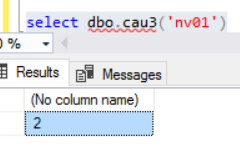 select dbo.cau3('nv01')
0 %
Results
Messages
(No column name)
2